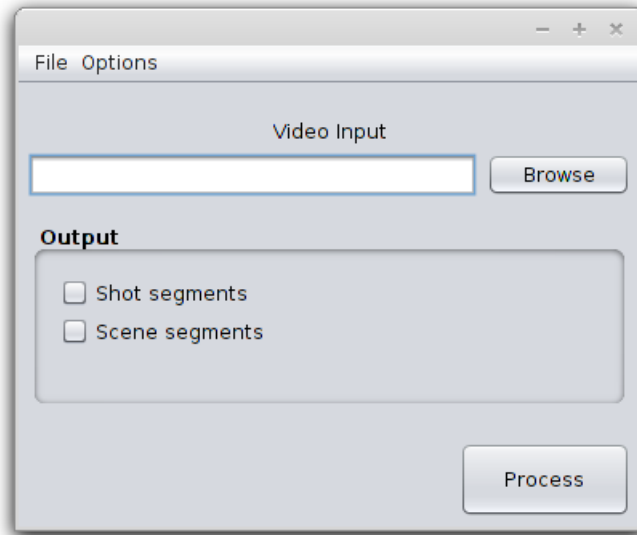 File Options
Video Input
Browse
Output
Shot segments
Scene segments
Process